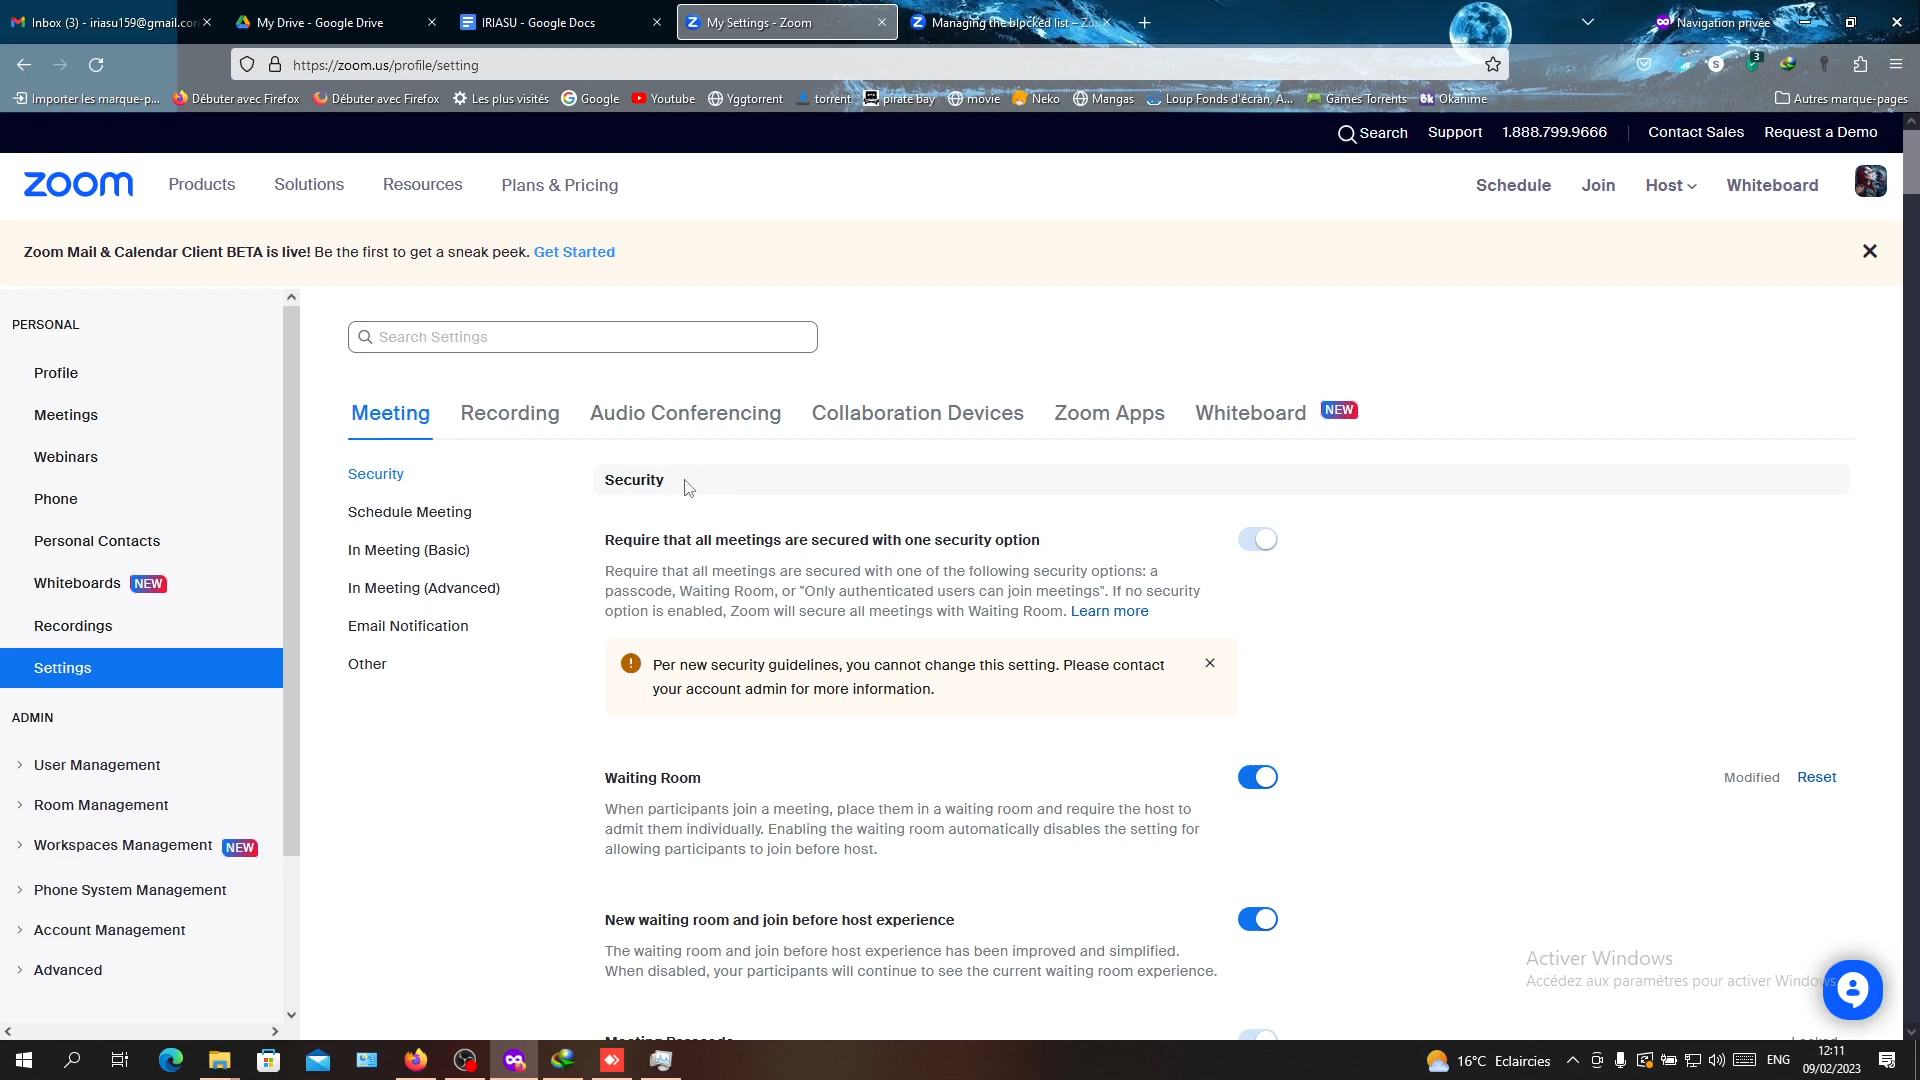 Inbox (3) - iriasu159@gmail.con
My Drive - Google Drive
IRIASU - Google Docs
My Settings - Zoom
Managing the blocked list – Zo
Navigation privée
https://zoom.us/profile/setting
3
Importer les marque-p...
Débuter avec Firefox
Débuter avec Firefox
Les plus visités
Google
Youtube
Yggtorrent
torrent
pirate bay
movie
Neko
Mangas
Loup Fonds d'écran, A...
Games Torrents
Okanime
Autres marque-pages
Search
Support
1.888.799.9666
Contact Sales
Request a Demo
zoom
Products
Solutions
Resources
Plans & Pricing
Schedule
Join
Host
Whiteboard
Zoom Mail & Calendar Client BETA is live! Be the first to get a sneak peek. Get Started
PERSONAL
Profile
Meetings
Webinars
Phone
Personal Contacts
Whiteboards NEW
Recordings
Settings
ADMIN
User Management
Room Management
Workspaces Management NEW
Phone System Management
Account Management
Advanced
Search Settings
Meeting
Recording
Audio Conferencing
Collaboration Devices
Zoom Apps
Whiteboard NEW
Security
Schedule Meeting
In Meeting (Basic)
In Meeting (Advanced)
Email Notification
Other
Security
Require that all meetings are secured with one security option
Require that all meetings are secured with one of the following security options: a
passcode, Waiting Room, or "Only authenticated users can join meetings". If no security
option is enabled, Zoom will secure all meetings with Waiting Room. Learn more
Per new security guidelines, you cannot change this setting. Please contact
your account admin for more information.
Waiting Room
Modified Reset
When participants join a meeting, place them in a waiting room and require the host to
admit them individually. Enabling the waiting room automatically disables the setting for
allowing participants to join before host.
New waiting room and join before host experience
The waiting room and join before host experience has been improved and simplified.
When disabled, your participants will continue to see the current waiting room experience.
Meeting Passcode
Locked
Activer Windows
Accédez aux paramètres pour activer Windows
16°C Eclaircies
ENG
12:11
09/02/2023